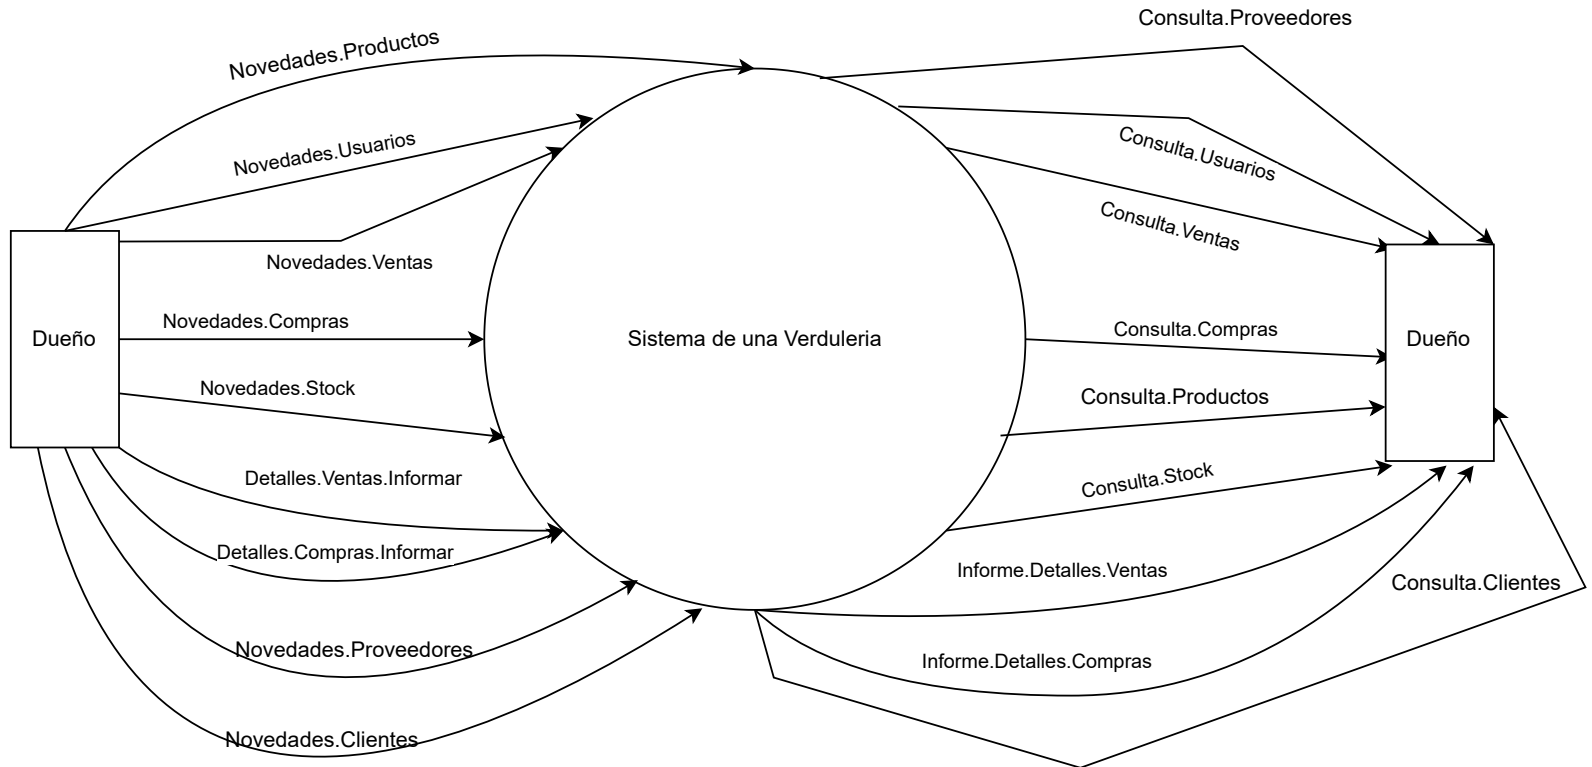 Consulta.Proveedores
Novedades.Productos
Novedades.Usuarios
Consulta.Usuarios
Consulta.Ventas
Novedades.Ventas
Novedades.Compras
Consulta.Compras
Dueño
Sistema de una Verduleria
Dueño
Novedades.Stock
Consulta.Productos
Detalles.Ventas.Informar
Consulta.Stock
Detalles.Compras.Informar
Informe.Detalles.Ventas
Consulta.Clientes
Novedades.Proveedores
Informe.Detalles.Compras
Novedades.Clientes